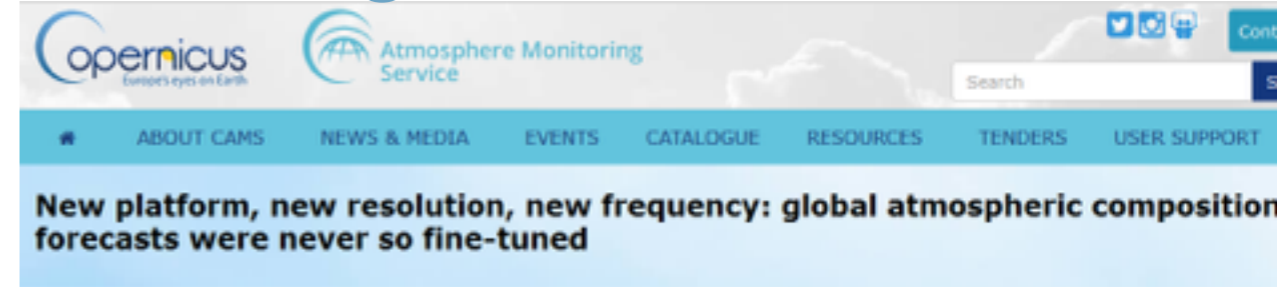 Copernicus
Europe's eyes on Earth
Atmosphere Monitoring
Service
Search
ABOUT CAMS NEWS & MEDIA EVENTS CATALOGUE RESOURCES TENDERS USER SUPPORT
New platform, new resolution, new frequency: global atmospheric composition
forecasts were never so fine-tuned